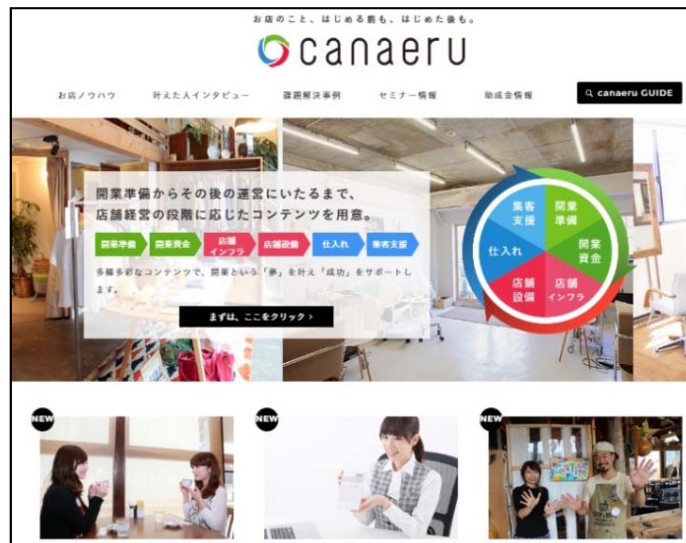 お店のこと、はじめる前も、はじめた後も。
canaeru
お店ノウハウ 叶えた人インタビュー 課題解決事例 セミナー情報 助成金情報 canaeru GUIDE
開業準備からその後の運営にいたるまで、
店舗経営の段階に応じたコンテンツを用意。
開業準備 開業資金 店舗インフラ 店舗設備 仕入れ 集客支援
多種多彩なコンテンツで、開業という「夢」を叶え「成功」をサポートし
ます。
まずは、ここをクリック >
集客
支援
開業
準備
仕入れ
開業
資金
店舗
設備
店舗
インフラ
NEW
NEW
NEW